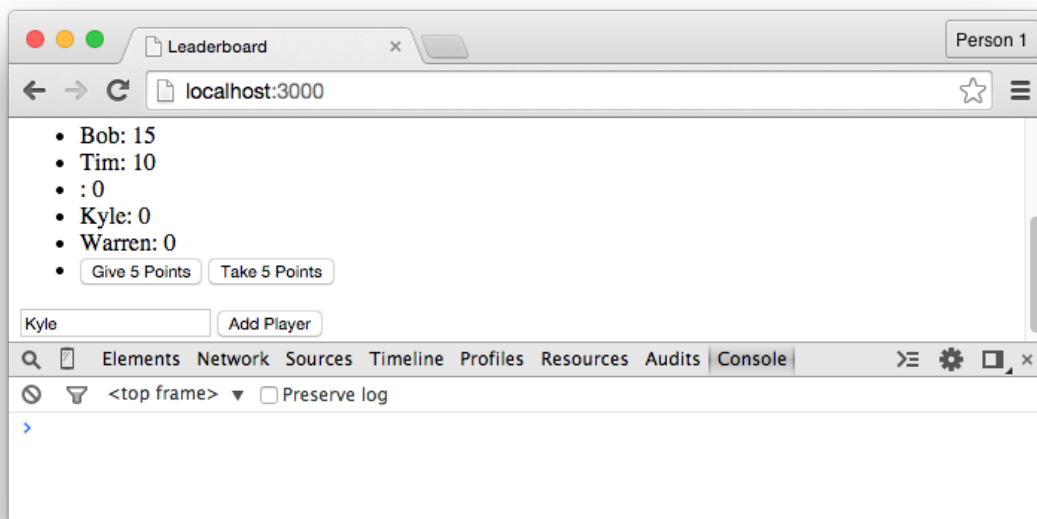 Leaderboard
Person 1
localhost:3000
Bob: 15
Tim: 10
: 0
Kyle: 0
Warren: 0
Give 5 Points Take 5 Points
Kyle Add Player
Elements Network Sources Timeline Profiles Resources Audits Console
<top frame> Preserve log